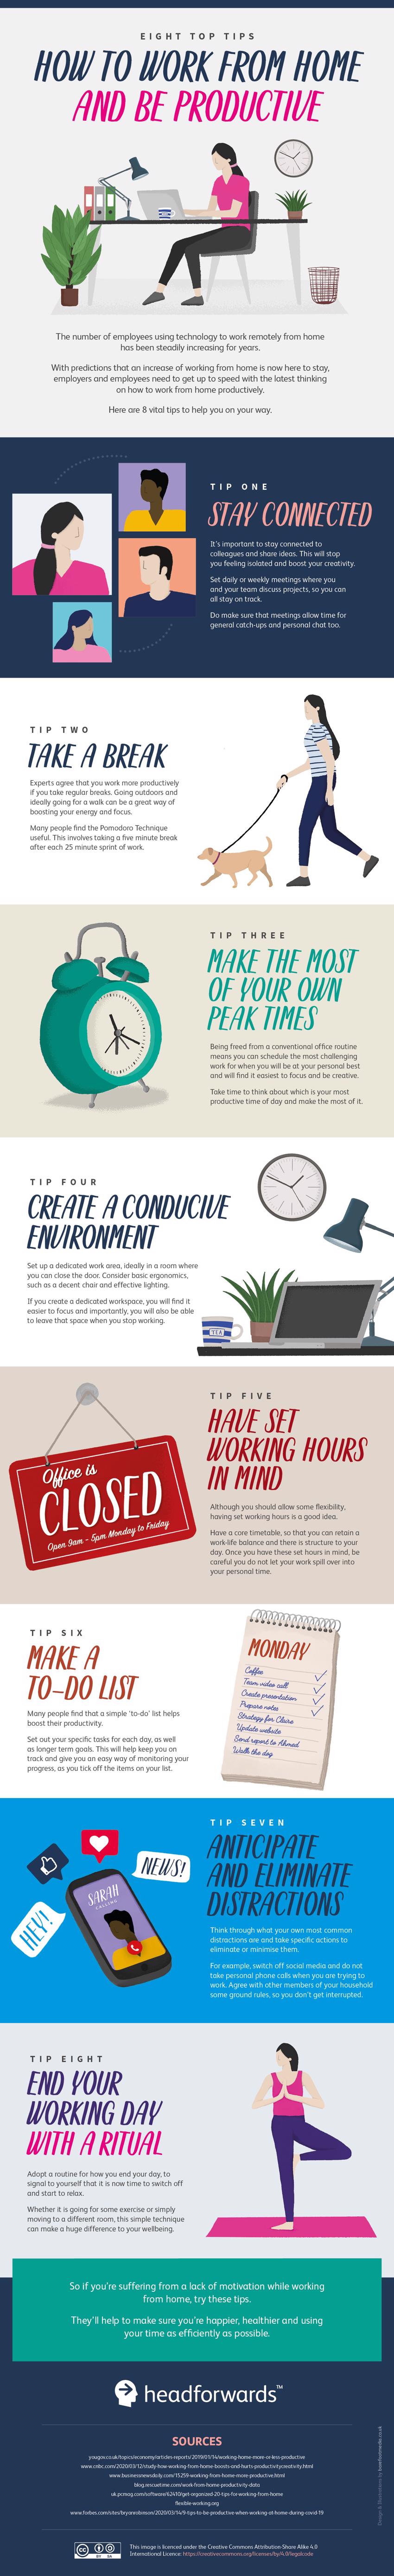 EIGHT TOP TIPS
HOW TO WORK FROM HOME
AND BE PRODUCTIVE
The number of employees using technology to work remotely from home
has been steadily increasing for years.
With predictions that an increase of working from home is now here to stay,
employers and employees need to get up to speed with the latest thinking
on how to work from home productively.
Here are 8 vital tips to help you on your way.
TIP ONE
STAY CONNECTED
It's important to stay connected to
colleagues and share ideas. This will stop
you feeling isolated and boost your creativity.
Set daily or weekly meetings where you
and your team discuss projects, so you can
all stay on track.
Do make sure that meetings allow time for
general catch-ups and personal chat too.
TIP TWO
TAKE A BREAK
Experts agree that you work more productively
if you take regular breaks. Going outdoors and
ideally going for a walk can be a great way of
boosting your energy and focus.
Many people find the Pomodoro Technique
useful. This involves taking a five minute break
after each 25 minute sprint of work.
TIP THREE
MAKE THE MOST
OF YOUR OWN
PEAK TIMES
Being freed from a conventional office routine
means you can schedule the most challenging
work for when you will be at your personal best
and will find it easiest to focus and be creative.
Take time to think about which is your most
productive time of day and make the most of it.
TIP FOUR
CREATE A CONDUCIVE
ENVIRONMENT
Set up a dedicated work area, ideally in a room where
you can close the door. Consider basic ergonomics,
such as a decent chair and effective lighting.
If you create a dedicated workspace, you will find it
easier to focus and importantly, you will also be able
to leave that space when you stop working.
TEA
TIP FIVE
HAVE SET
WORKING HOURS
IN MIND
Office is
CLOSED
Open 9am - 5pm Monday to Friday
Although you should allow some flexibility,
having set working hours is a good idea.
Have a core timetable, so that you can retain a
work-life balance and there is structure to your
day. Once you have these set hours in mind, be
careful you do not let your work spill over into
your personal time.
TIP SIX
MAKE A
TO-DO LIST
Many people find that a simple 'to-do' list helps
boost their productivity.
Set out your specific tasks for each day, as well
as longer term goals. This will help keep you on
track and give you an easy way of monitoring your
progress, as you tick off the items on your list.
MONDAY
Coffee
Team video call
Create presentation
Prepare notes
Strategy for Claire
Update website
Send report to Ahmed
Walk the dog
TIP SEVEN
ANTICIPATE
AND ELIMINATE
DISTRACTIONS
HEY!
NEWS!
SARAH
CALLING
Think through what your own most common
distractions are and take specific actions to
eliminate or minimise them.
For example, switch off social media and do not
take personal phone calls when you are trying to
work. Agree with other members of your household
some ground rules, so you don't get interrupted.
TIP EIGHT
END YOUR
WORKING DAY
WITH A RITUAL
Adopt a routine for how you end your day, to
signal to yourself that it is now time to switch off
and start to relax.
Whether it is going for some exercise or simply
moving to a different room, this simple technique
can make a huge difference to your wellbeing.
So if you're suffering from a lack of motivation while working
from home, try these tips.
They'll help to make sure you're happier, healthier and using
your time as efficiently as possible.
headforwards™
SOURCES
yougov.co.uk/topics/economy/articles-reports/2019/01/14/working-home-more-or-less-productive
www.cnbc.com/2020/03/12/study-how-working-from-home-boosts-and-hurts-productivitycreativity.html
www.businessnewsdaily.com/15259-working-from-home-more-productive.html
blog.rescuetime.com/work-from-home-productivity-data
uk.pcmag.com/software/62410/get-organized-20-tips-for-working-from-home
flexible-working.org
www.forbes.com/sites/bryanrobinson/2020/03/14/9-tips-to-be-productive-when-working-at-home-during-covid-19
This image is licenced under the Creative Commons Attribution-Share Alike 4.0
International Licence: https://creativecommons.org/licenses/by/4.0/legalcode